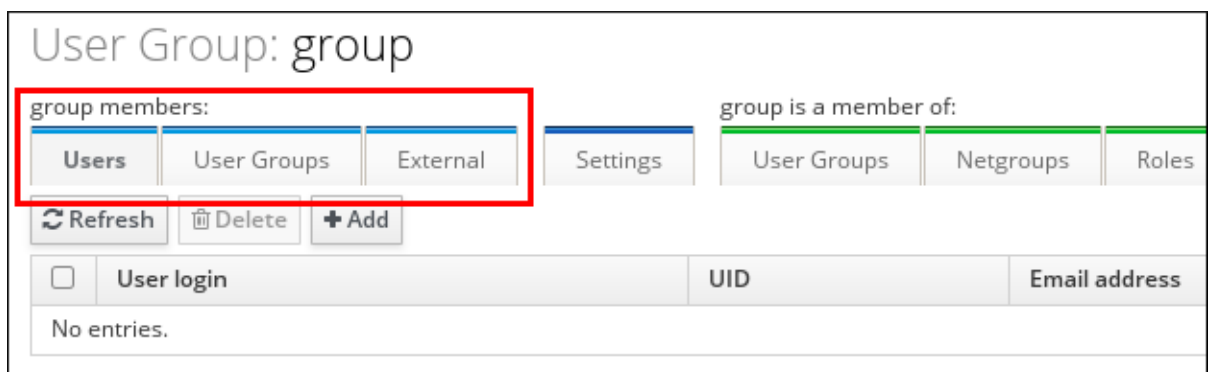 User Group: group
group members: group is a member of:
Users User Groups External Settings User Groups Netgroups Roles
Refresh Delete Add
User login UID Email address
No entries.